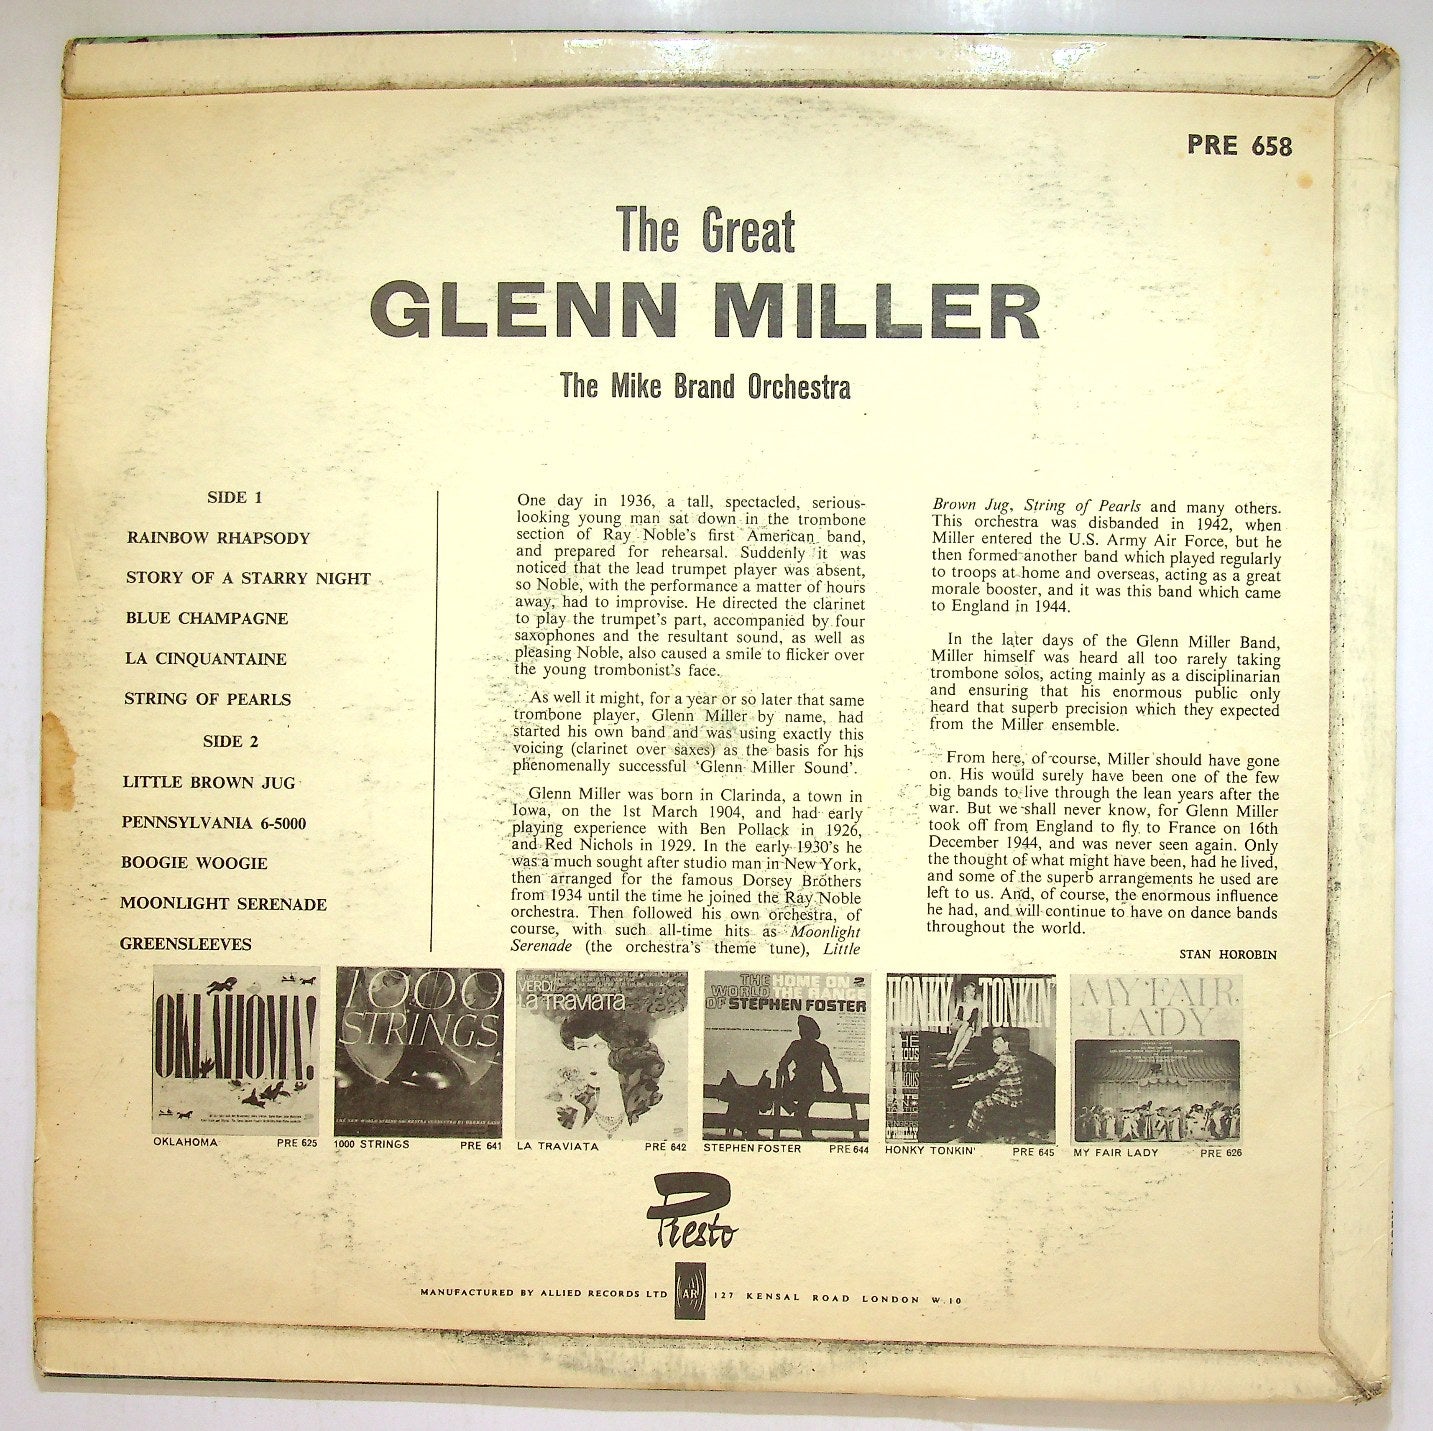 PRE 658
The Great
GLENN MILLER
The Mike Brand Orchestra
SIDE 1
RAINBOW RHAPSODY
STORY OF A STARRY NIGHT
BLUE CHAMPAGNE
LA CINQUANTAINE
STRING OF PEARLS
SIDE 2
LITTLE BROWN JUG
PENNSYLVANIA 6-5000
BOOGIE WOOGIE
MOONLIGHT SERENADE
GREENSLEEVES
One day in 1936, a tall, spectacled, serious-
looking young man sat down in the trombone
section of Ray Noble's first American band,
and prepared for rehearsal. Suddenly it was
noticed that the lead trumpet player was absent,
so Noble, with the performance a matter of hours
away, had to improvise. He directed the clarinet
to play the trumpet's part, accompanied by four
saxophones and the resultant sound, as well as
pleasing Noble, also caused a smile to flicker over
the young trombonist's face.
As well it might, for a year or so later that same
trombone player, Glenn Miller by name, had
started his own band and was using exactly this
voicing (clarinet over saxes) as the basis for his
phenomenally successful 'Glenn Miller Sound'.
Glenn Miller was born in Clarinda, a town in
Iowa, on the 1st March 1904, and had early
playing experience with Ben Pollack in 1926,
and Red Nichols in 1929. In the early 1930's he
was a much sought after studio man in New York,
then arranged for the famous Dorsey Brothers
from 1934 until the time he joined the Ray Noble
orchestra. Then followed his own orchestra, of
course, with such all-time hits as Moonlight
Serenade (the orchestra's theme tune), Little
Brown Jug, String of Pearls and many others.
This orchestra was disbanded in 1942, when
Miller entered the U.S. Army Air Force, but he
then formed another band which played regularly
to troops at home and overseas, acting as a great
morale booster, and it was this band which came
to England in 1944.
In the later days of the Glenn Miller Band,
Miller himself was heard all too rarely taking
trombone solos, acting mainly as a disciplinarian
and ensuring that his enormous public only
heard that superb precision which they expected
from the Miller ensemble.
From here, of course, Miller should have gone
on. His would surely have been one of the few
big bands to live through the lean years after the
war. But we shall never know, for Glenn Miller
took off from England to fly to France on 16th
December 1944, and was never seen again. Only
the thought of what might have been, had he lived,
and some of the superb arrangements he used are
left to us. And, of course, the enormous influence
he had, and will continue to have on dance bands
throughout the world.
STAN HOROBIN
OKLAHOMA!
1000
STRINGS
VERDI
La TRAVIATA
THE WORLD OF STEPHEN FOSTER
HOME ON THE RANGE
HONKY TONKIN'
MY FAIR
LADY
OKLAHOMA PRE 625
1000 STRINGS PRE 641
LA TRAVIATA PRE 642
STEPHEN FOSTER PRE 644
HONKY TONKIN' PRE 645
MY FAIR LADY PRE 626
Presto
MANUFACTURED BY ALLIED RECORDS LTD AR 127 KENSAL ROAD LONDON W.10